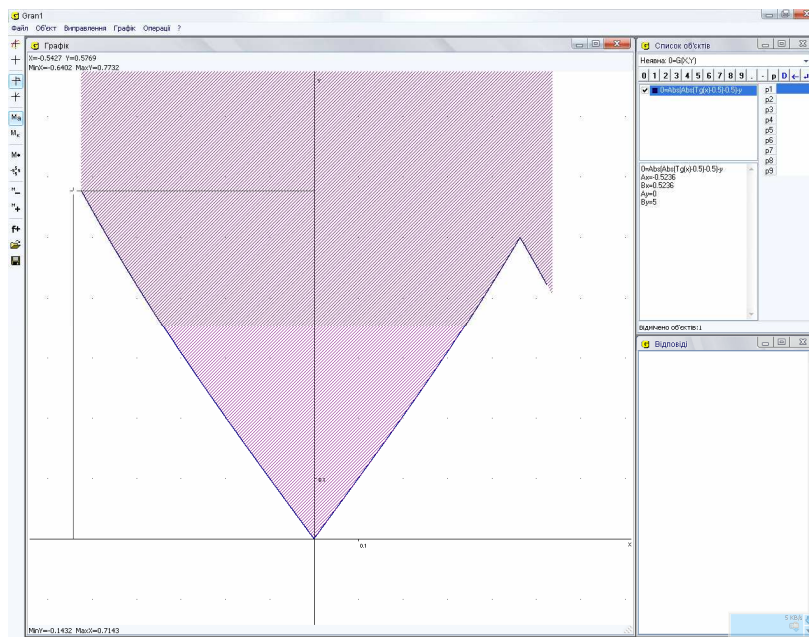 Gran1
Файл Об'єкт Виправлення Графік Операції ?
Графік
X=-0.5427 Y=0.5769
MinX=-0.6402 MaxY=0.7732
Y
0.1
X
0.1
MinY=-0.1432 MaxX=0.7143
Список об'єктів
Неявна: 0=G(X,Y)
0 1 2 3 4 5 6 7 8 9 . - p D ←
0=Abs(Abs(Tg(x)-0.5)-0.5)-y
p1
p2
p3
p4
p5
p6
p7
p8
p9
0=Abs(Abs(Tg(x)-0.5)-0.5)-y
Ax=-0.5236
Bx=0.5236
Ay=0
By=5
Відмічено об'єктів:1
Відповіді
5 KB/s